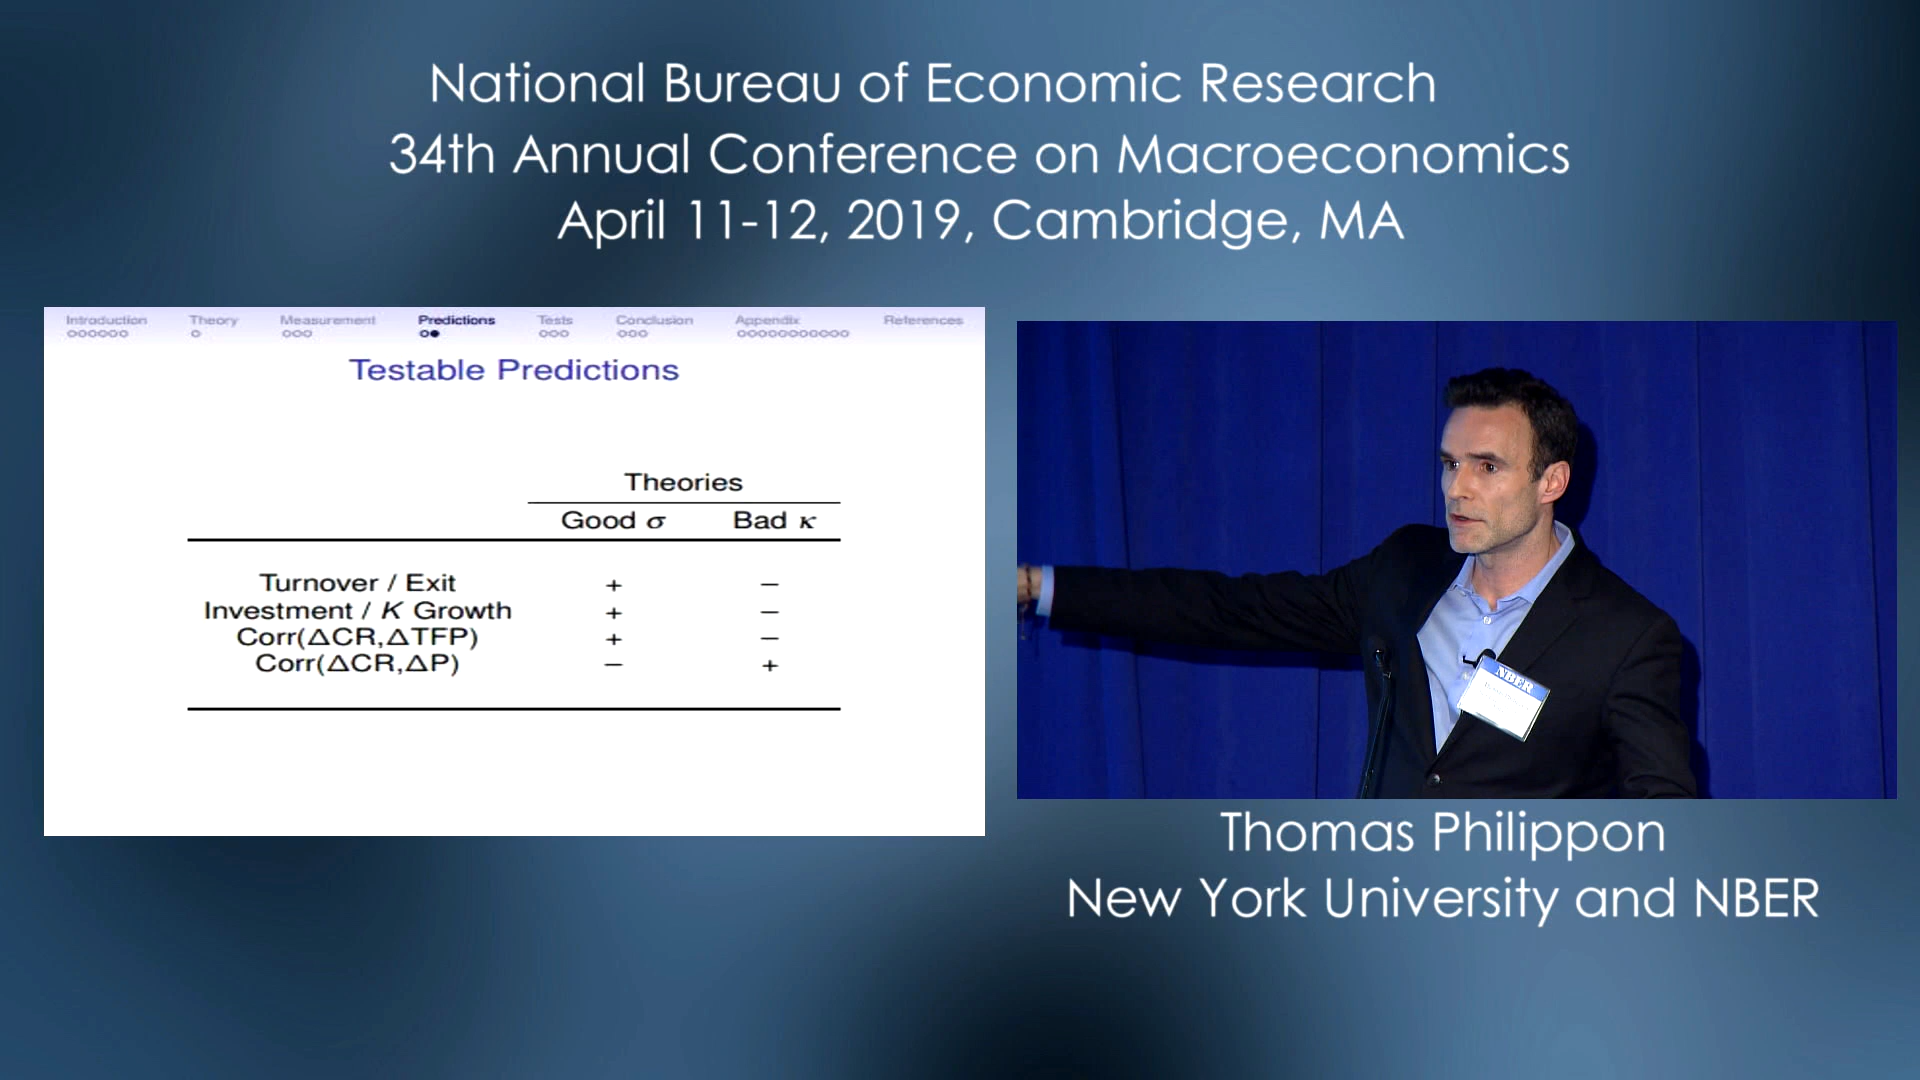 National Bureau of Economic Research
34th Annual Conference on Macroeconomics
April 11-12, 2019, Cambridge, MA
Introduction Theory Measurement Predictions Tests Conclusion Appendix References
Testable Predictions
Theories
Good σ Bad κ
Turnover / Exit + −
Investment / K Growth + −
Corr(ΔCR,ΔTFP) + −
Corr(ΔCR,ΔP) − +
NBER
Thomas Philippon
New York University and NBER